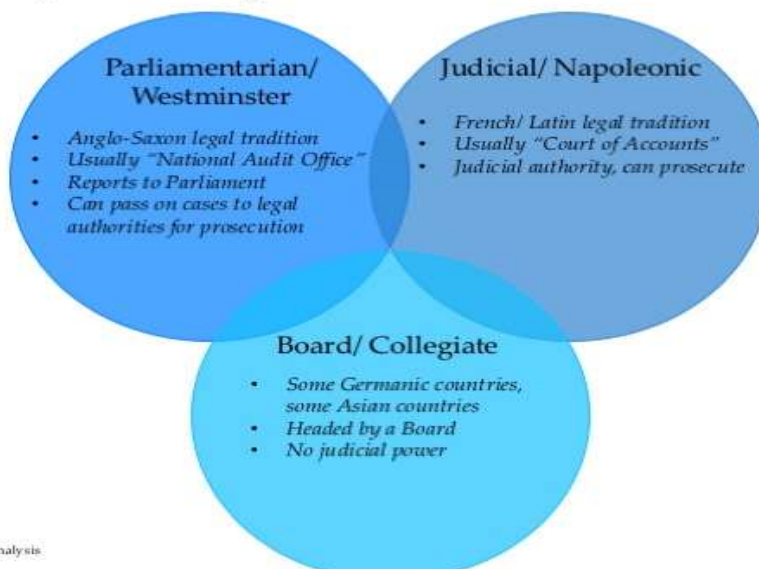 Parliamentarian/
Westminster
• Anglo-Saxon legal tradition
• Usually “National Audit Office”
• Reports to Parliament
• Can pass on cases to legal
authorities for prosecution
Judicial/ Napoleonic
• French/ Latin legal tradition
• Usually “Court of Accounts”
• Judicial authority, can prosecute
Board/ Collegiate
• Some Germanic countries,
some Asian countries
• Headed by a Board
• No judicial power